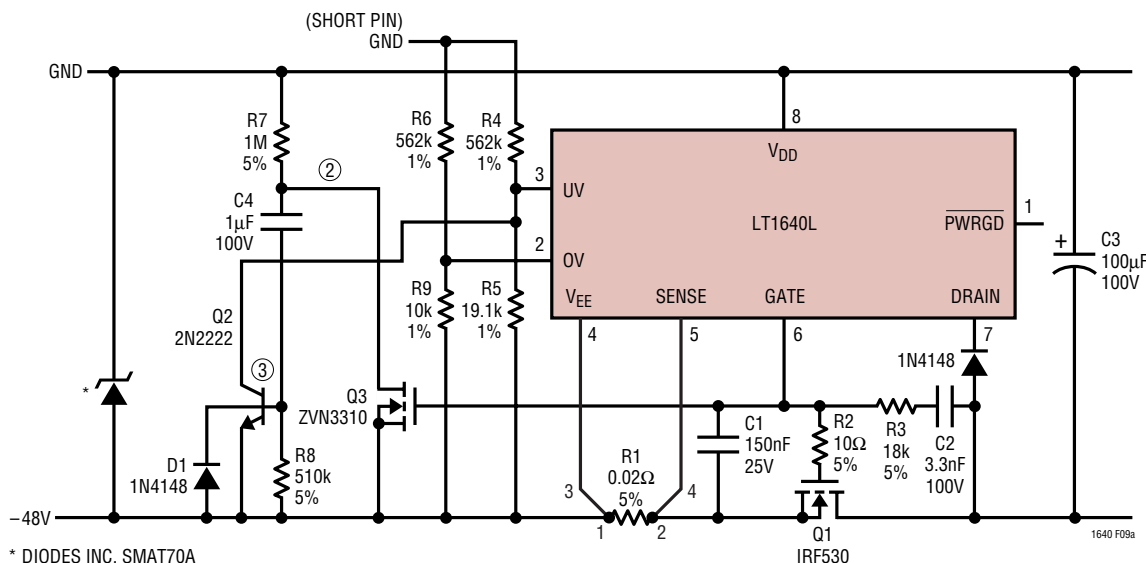 (SHORT PIN)
GND
GND
R7
1M
5%
②
C4
1µF
100V
R6
562k
1%
R4
562k
1%
3
UV
2
OV
8
VDD
LT1640L
PWRGD
1
VEE
SENSE
GATE
DRAIN
4
5
6
7
+
C3
100µF
100V
R9
10k
1%
R5
19.1k
1%
Q2
2N2222
③
*
Q3
ZVN3310
D1
1N4148
R8
510k
5%
1N4148
C1
150nF
25V
R2
10Ω
5%
R3
18k
5%
C2
3.3nF
100V
R1
0.02Ω
5%
3
4
1
2
–48V
Q1
IRF530
1640 F09a
* DIODES INC. SMAT70A